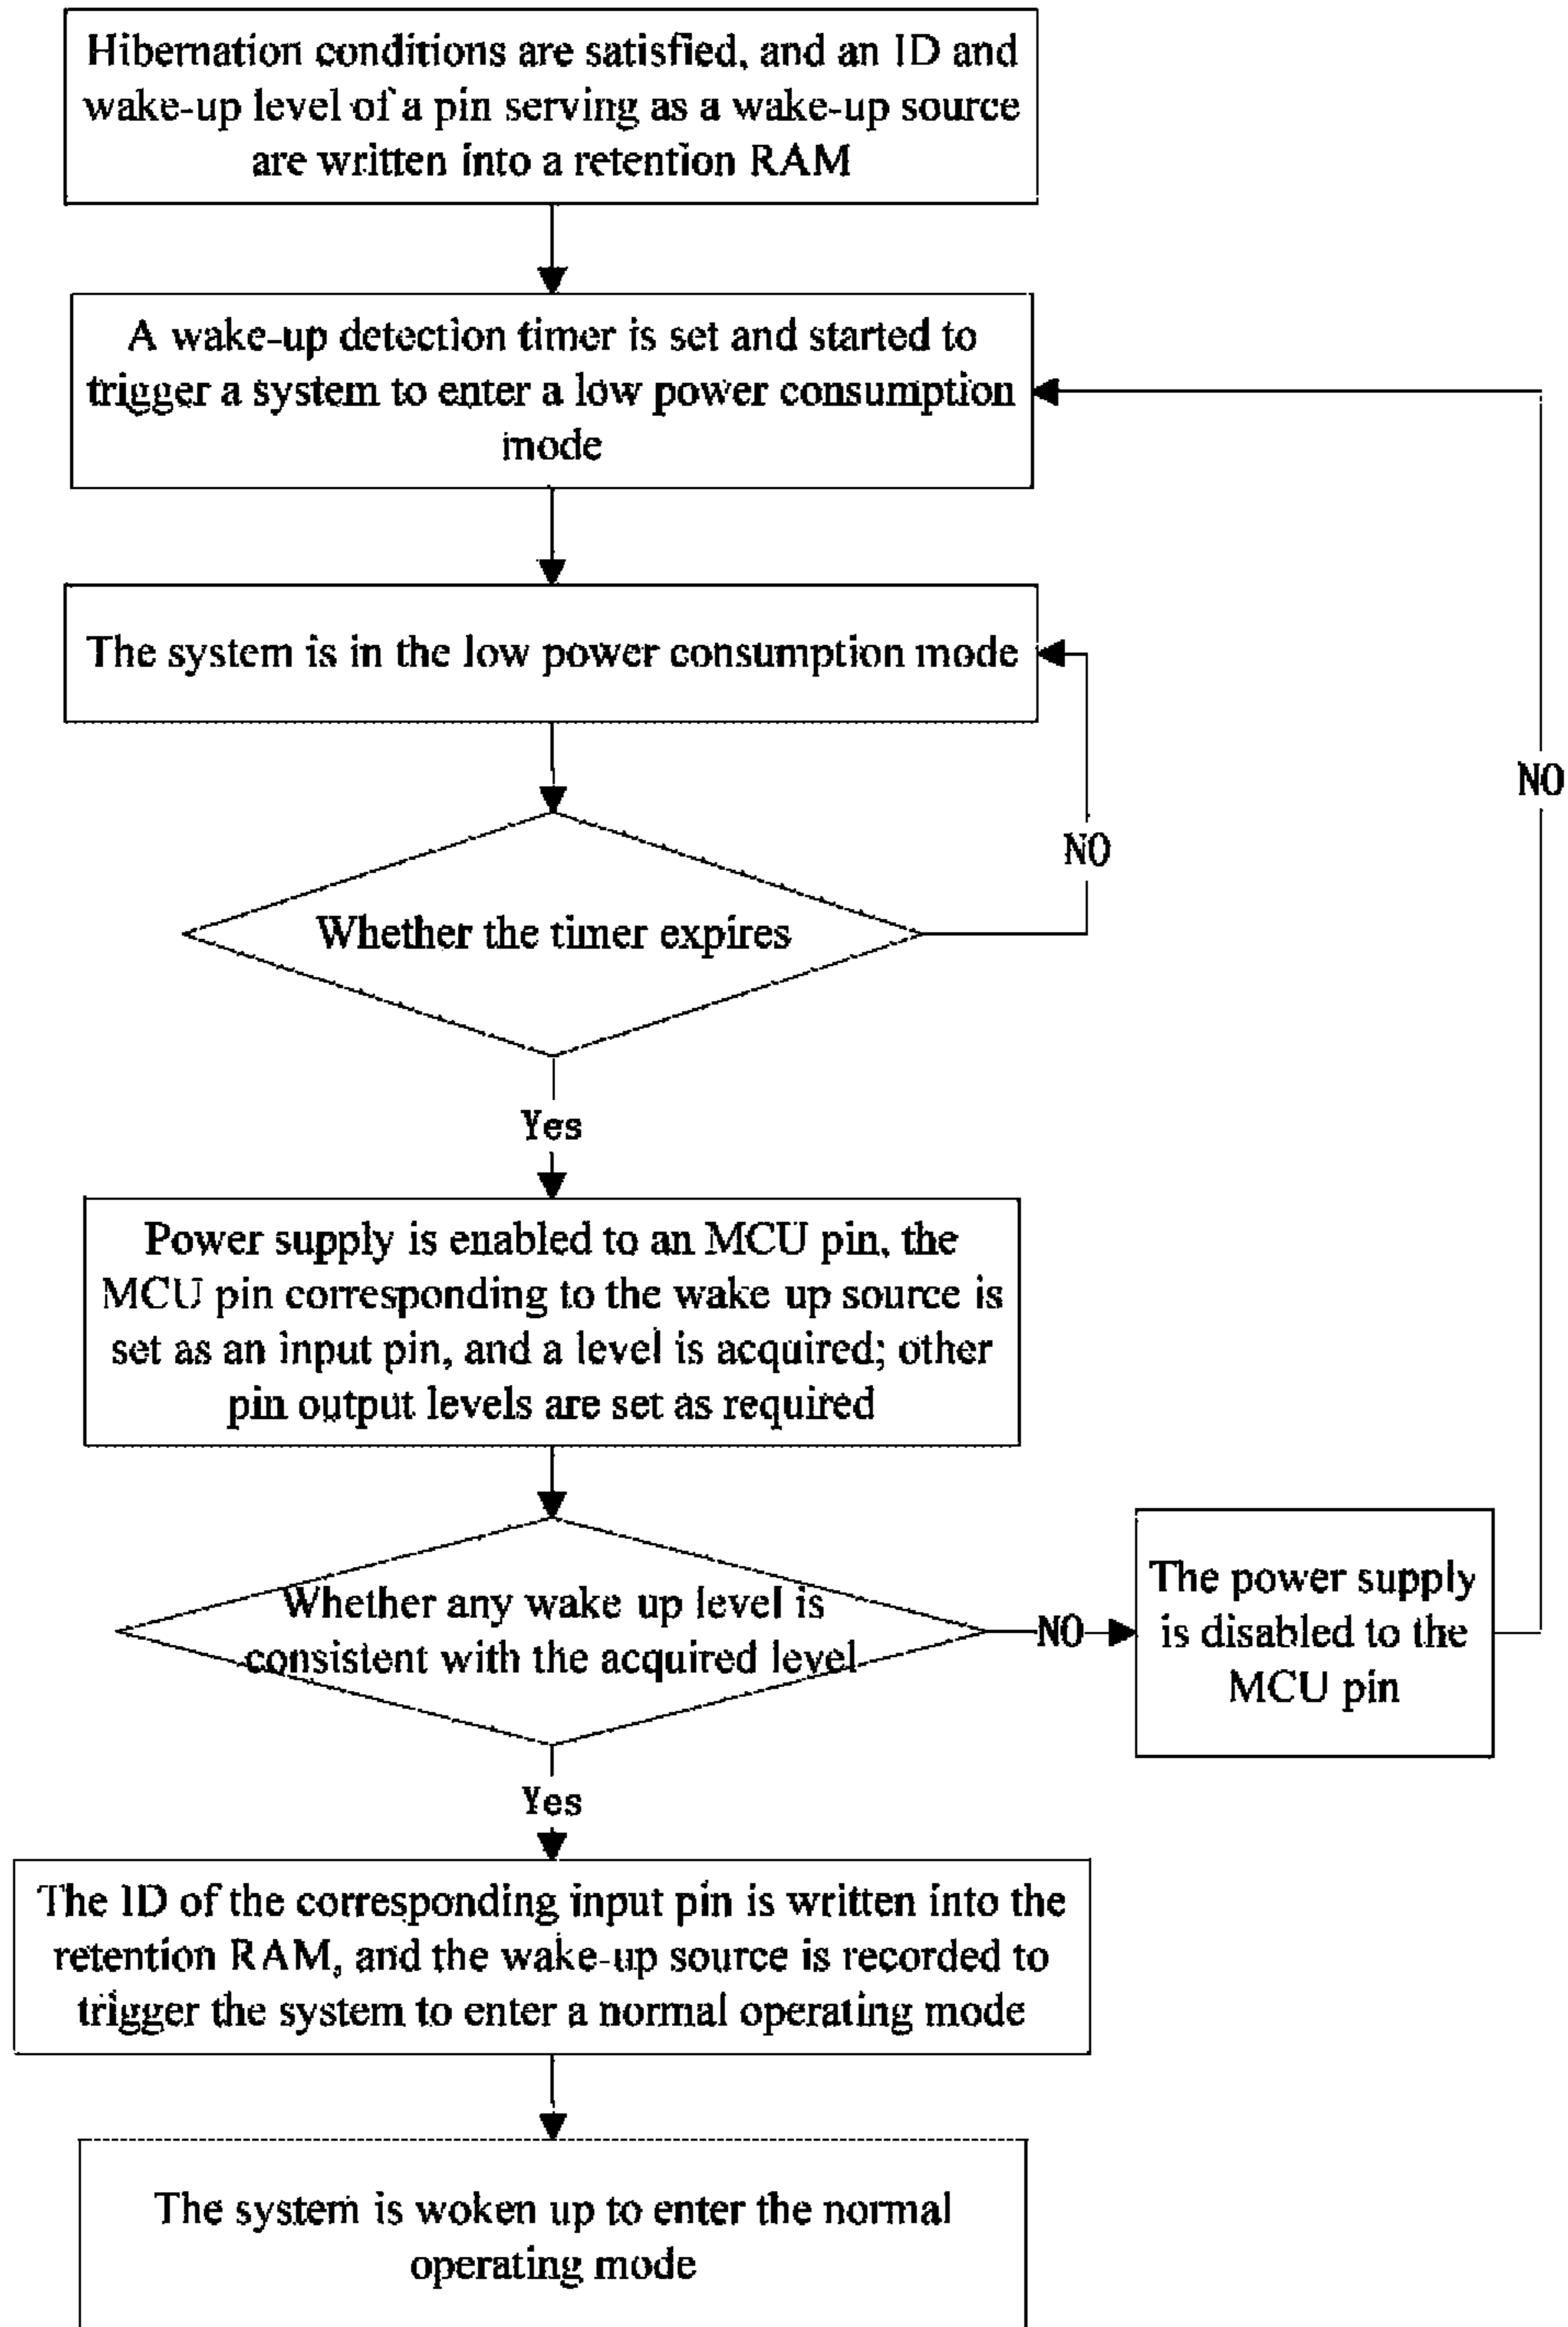 Hibernation conditions are satisfied, and an ID and
wake-up level of a pin serving as a wake-up source
are written into a retention RAM
A wake-up detection timer is set and started to
trigger a system to enter a low power consumption
mode
The system is in the low power consumption mode
NO
NO
Whether the timer expires
Yes
Power supply is enabled to an MCU pin, the
MCU pin corresponding to the wake up source is
set as an input pin, and a level is acquired; other
pin output levels are set as required
Whether any wake up level is
consistent with the acquired level
NO
The power supply
is disabled to the
MCU pin
Yes
The ID of the corresponding input pin is written into the
retention RAM, and the wake-up source is recorded to
trigger the system to enter a normal operating mode
The system is woken up to enter the normal
operating mode